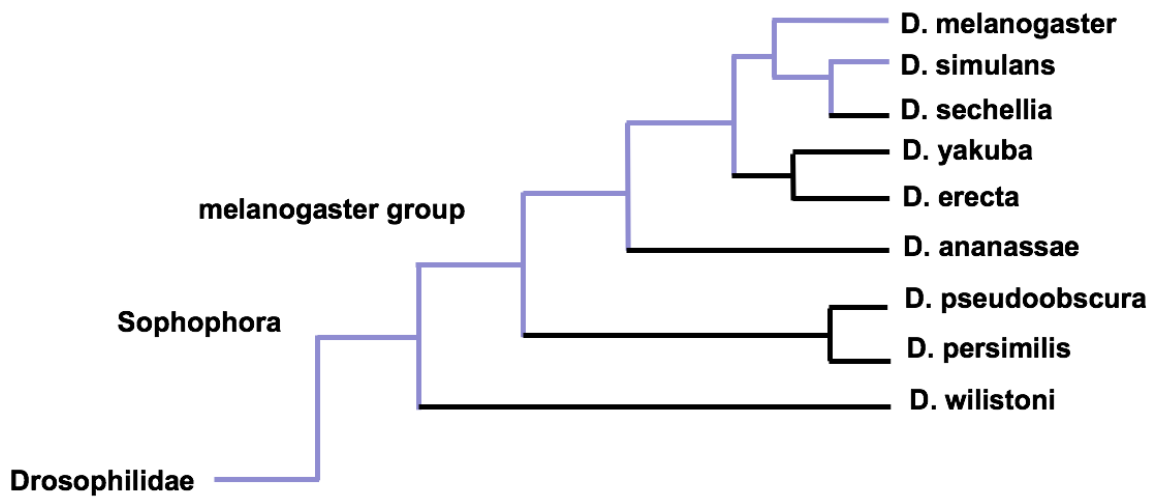 D. melanogaster
D. simulans
D. sechellia
D. yakuba
D. erecta
melanogaster group
D. ananassae
D. pseudoobscura
Sophophora
D. persimilis
D. wilistoni
Drosophilidae